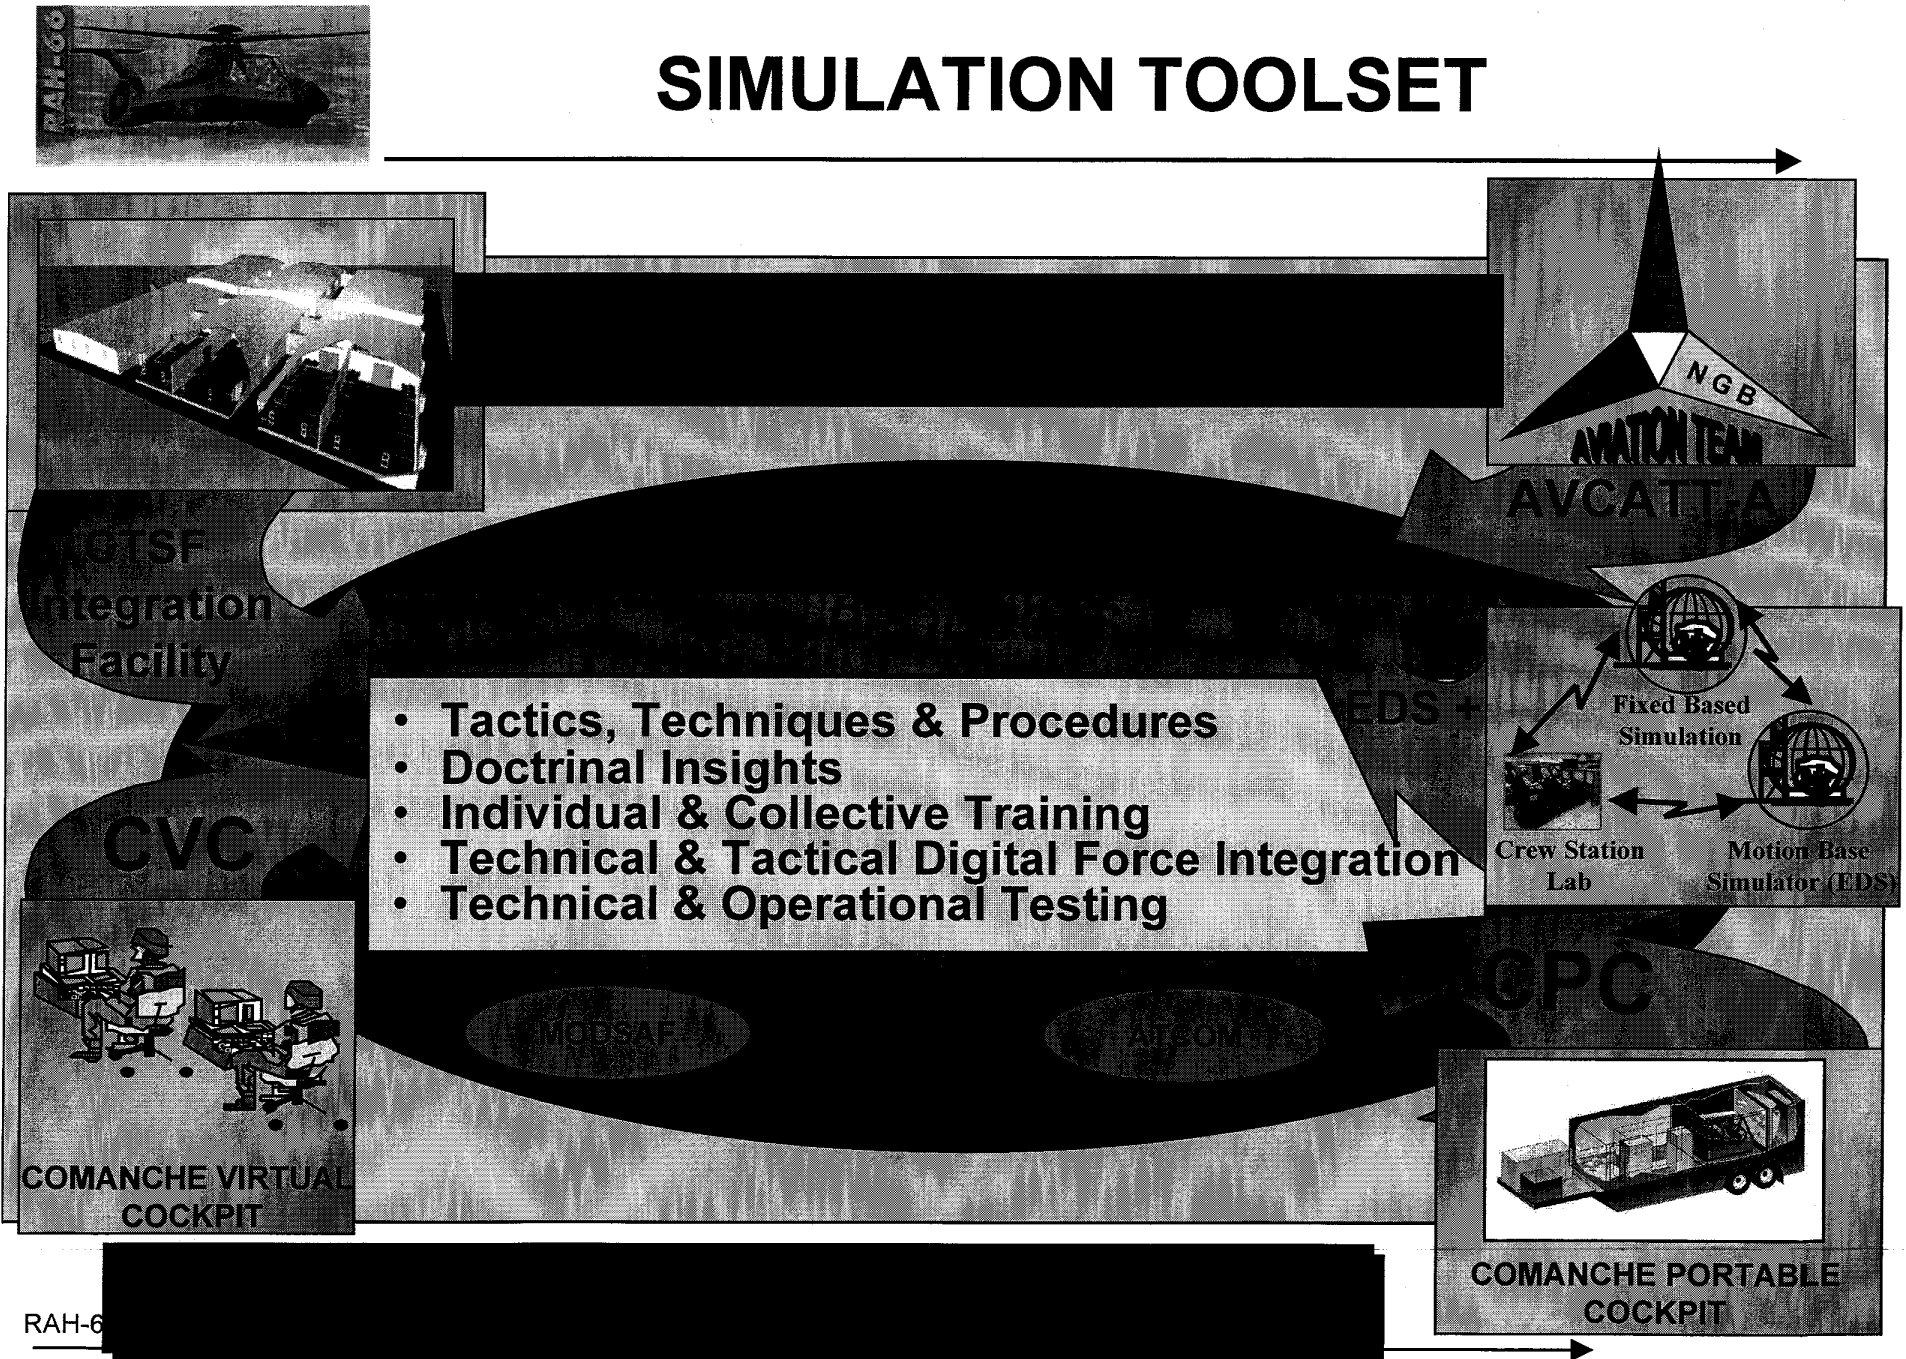 RAH-66
SIMULATION TOOLSET
NGB
AVIATION TEAM
AVCATT-A
Integration
Facility
EDS +
Fixed Based
Simulation
• Tactics, Techniques & Procedures
• Doctrinal Insights
• Individual & Collective Training
• Technical & Tactical Digital Force Integration
• Technical & Operational Testing
CVC
Crew Station
Lab
Motion Base
Simulator (EDS)
CPC
MODSAF
ATCOM
COMANCHE VIRTUAL
COCKPIT
COMANCHE PORTABLE
COCKPIT
RAH-6